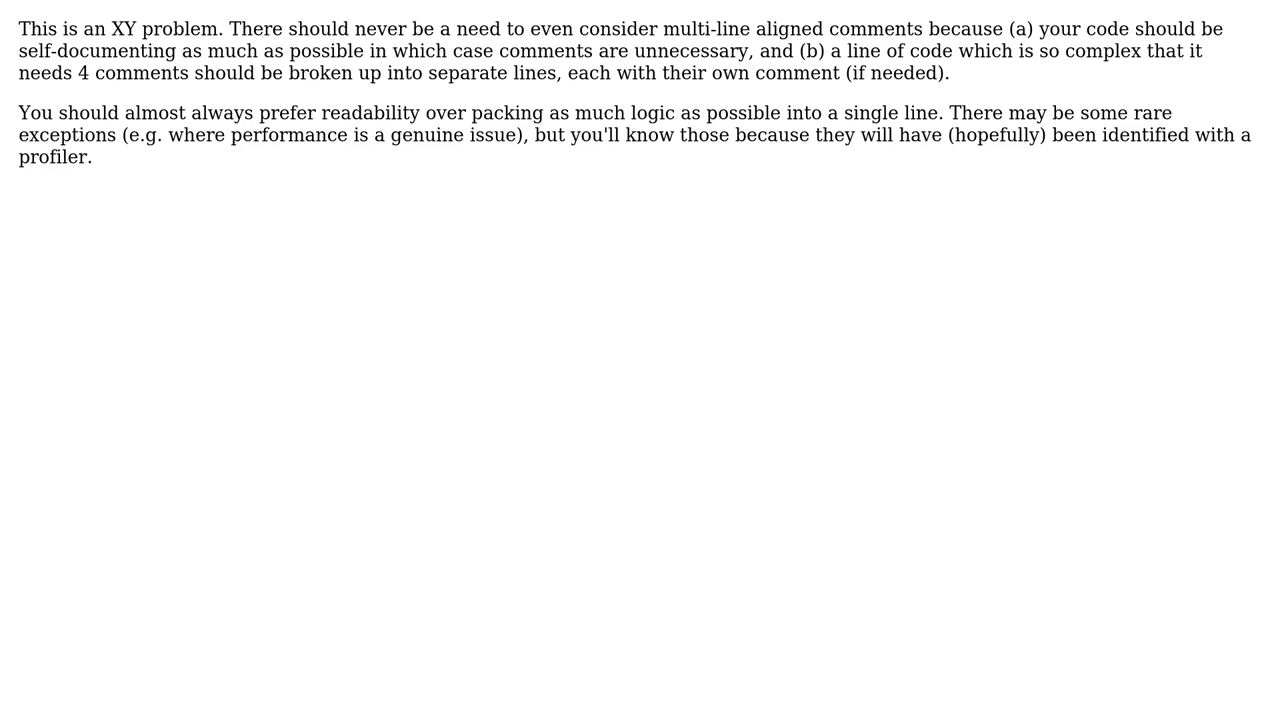 This is an XY problem. There should never be a need to even consider multi-line aligned comments because (a) your code should be
self-documenting as much as possible in which case comments are unnecessary, and (b) a line of code which is so complex that it
needs 4 comments should be broken up into separate lines, each with their own comment (if needed).
You should almost always prefer readability over packing as much logic as possible into a single line. There may be some rare
exceptions (e.g. where performance is a genuine issue), but you'll know those because they will have (hopefully) been identified with a
profiler.